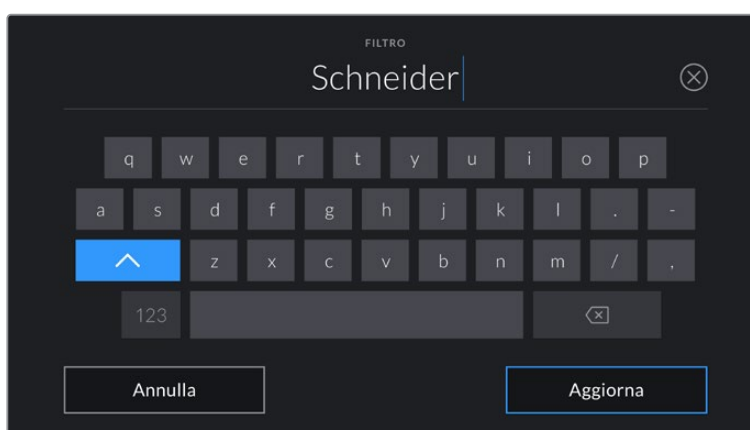 FILTRO
Schneider
q w e r t y u i o p
a s d f g h j k l . -
z x c v b n m / ,
123
Annulla Aggiorna